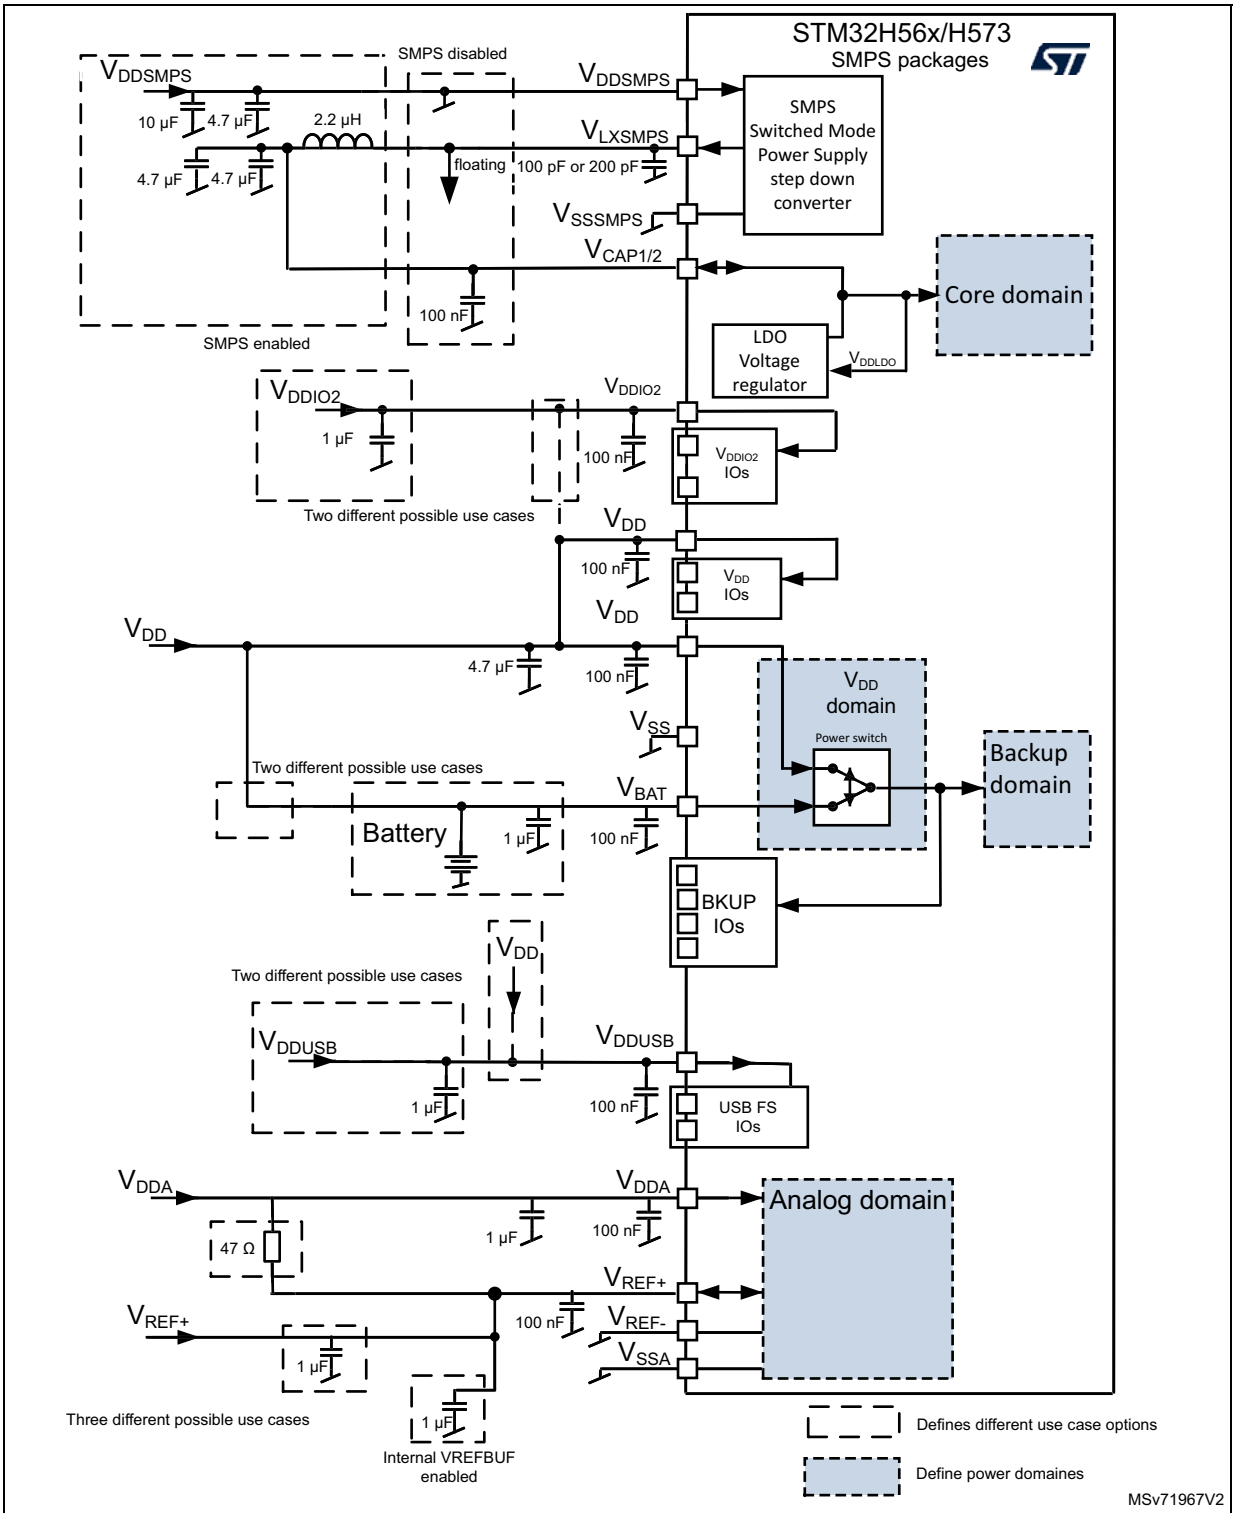 STM32H56x/H573
SMPS packages
ST
SMPS disabled
VDDSMPS
VDDSMPS
10 µF
4.7 µF
2.2 µH
VLXSMPS
SMPS
Switched Mode
Power Supply
step down
converter
4.7 µF
4.7 µF
floating
100 pF or 200 pF
VSSSMPS
VCAP1/2
Core domain
100 nF
SMPS enabled
LDO
Voltage
regulator
VDDLDO
VDDIO2
VDDIO2
1 µF
100 nF
VDDIO2
IOs
Two different possible use cases
VDD
100 nF
VDD
IOs
VDD
VDD
4.7 µF
100 nF
VDD
domain
Power switch
VSS
Backup
domain
Two different possible use cases
VBAT
Battery
1 µF
100 nF
BKUP
IOs
VDD
Two different possible use cases
VDDUSB
VDDUSB
1 µF
100 nF
USB FS
IOs
VDDA
VDDA
Analog domain
47 Ω
1 µF
100 nF
VREF+
VREF+
100 nF
VREF-
1 µF
VSSA
Three different possible use cases
1 µF
Internal VREFBUF
enabled
Defines different use case options
Define power domaines
MSv71967V2